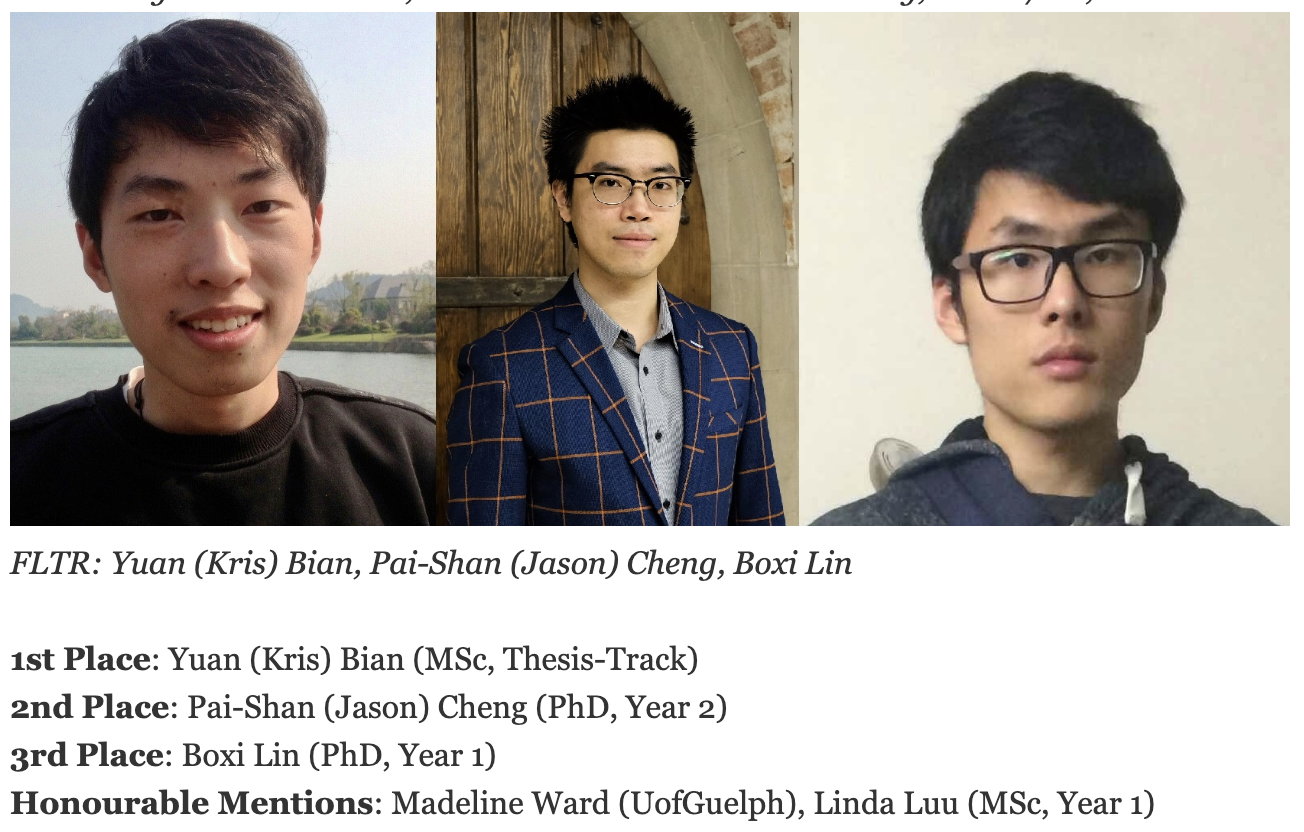 FLTR: Yuan (Kris) Bian, Pai-Shan (Jason) Cheng, Boxi Lin
1st Place: Yuan (Kris) Bian (MSc, Thesis-Track)
2nd Place: Pai-Shan (Jason) Cheng (PhD, Year 2)
3rd Place: Boxi Lin (PhD, Year 1)
Honourable Mentions: Madeline Ward (UofGuelph), Linda Luu (MSc, Year 1)